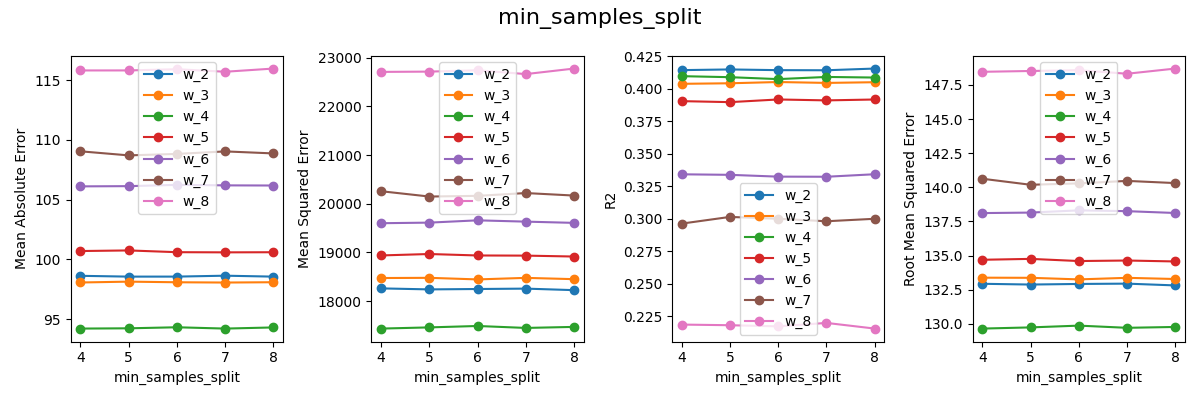 min_samples_split
Mean Absolute Error
115
110
105
100
95
4 5 6 7 8
min_samples_split
w_2
w_3
w_4
w_5
w_6
w_7
w_8
Mean Squared Error
23000
22000
21000
20000
19000
18000
4 5 6 7 8
min_samples_split
w_2
w_3
w_4
w_5
w_6
w_7
w_8
R2
0.425
0.400
0.375
0.350
0.325
0.300
0.275
0.250
0.225
4 5 6 7 8
min_samples_split
w_2
w_3
w_4
w_5
w_6
w_7
w_8
Root Mean Squared Error
147.5
145.0
142.5
140.0
137.5
135.0
132.5
130.0
4 5 6 7 8
min_samples_split
w_2
w_3
w_4
w_5
w_6
w_7
w_8